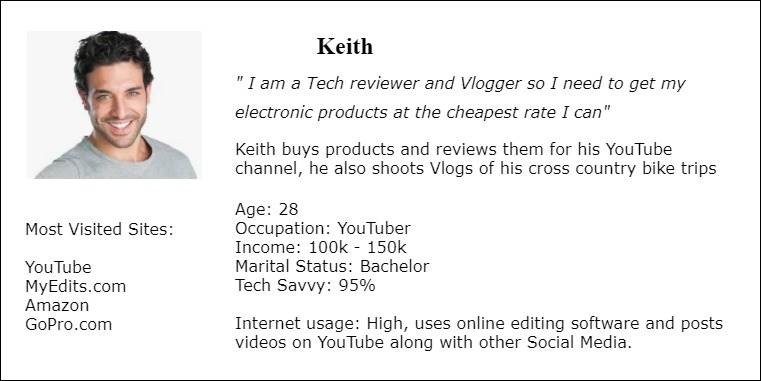 Keith
" I am a Tech reviewer and Vlogger so I need to get my
electronic products at the cheapest rate I can"
Keith buys products and reviews them for his YouTube
channel, he also shoots Vlogs of his cross country bike trips
Age: 28
Occupation: YouTuber
Income: 100k - 150k
Marital Status: Bachelor
Tech Savvy: 95%
Internet usage: High, uses online editing software and posts
videos on YouTube along with other Social Media.
Most Visited Sites:
YouTube
MyEdits.com
Amazon
GoPro.com